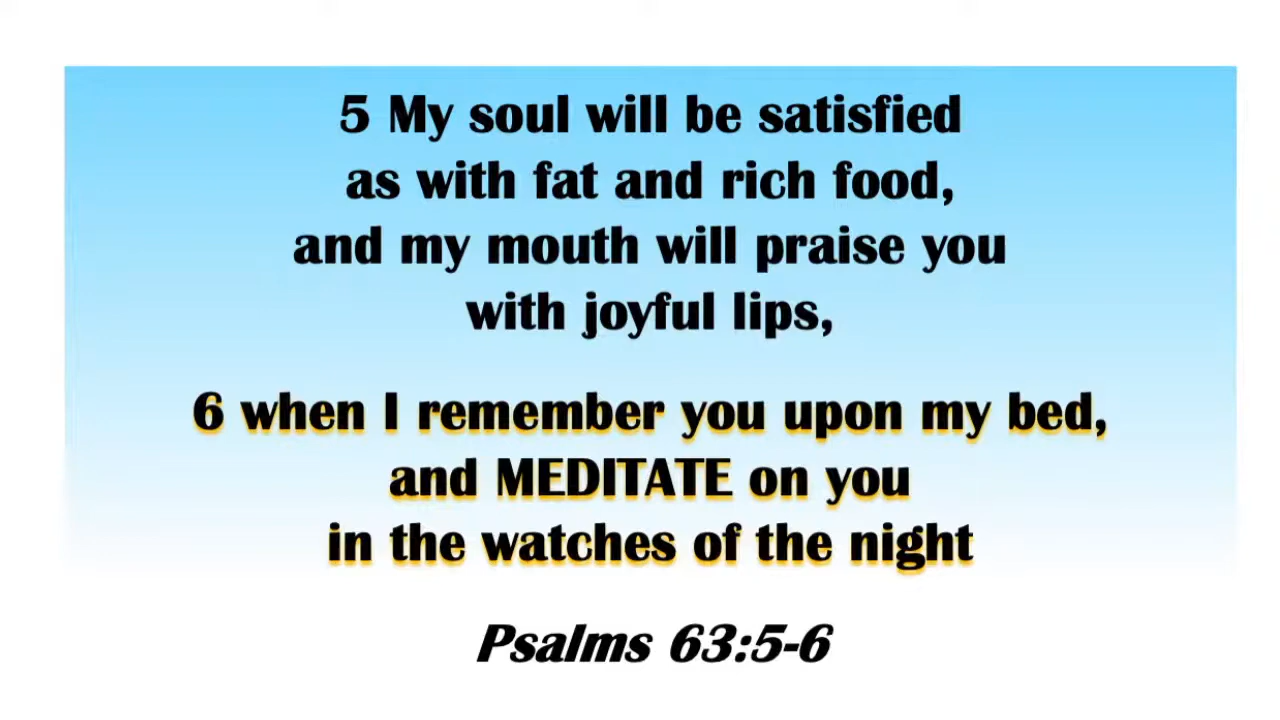 5 My soul will be satisfied
as with fat and rich food,
and my mouth will praise you
with joyful lips,
6 when I remember you upon my bed,
and MEDITATE on you
in the watches of the night
Psalms 63:5-6